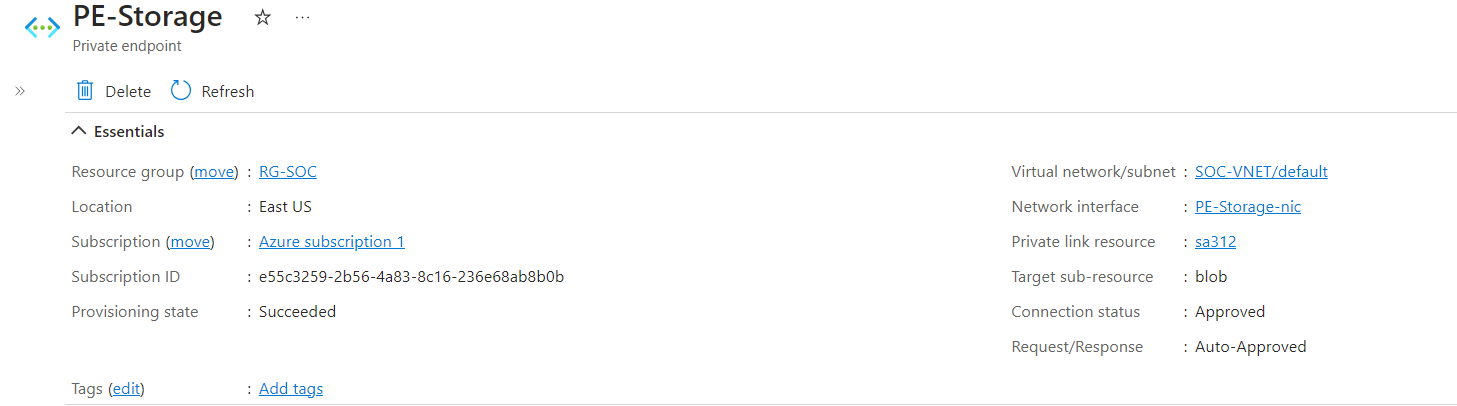 PE-Storage ☆ ...
Private endpoint
» Delete Refresh
Essentials
Resource group (move) : RG-SOC
Location : East US
Subscription (move) : Azure subscription 1
Subscription ID : e55c3259-2b56-4a83-8c16-236e68ab8b0b
Provisioning state : Succeeded
Virtual network/subnet : SOC-VNET/default
Network interface : PE-Storage-nic
Private link resource : sa312
Target sub-resource : blob
Connection status : Approved
Request/Response : Auto-Approved
Tags (edit) : Add tags